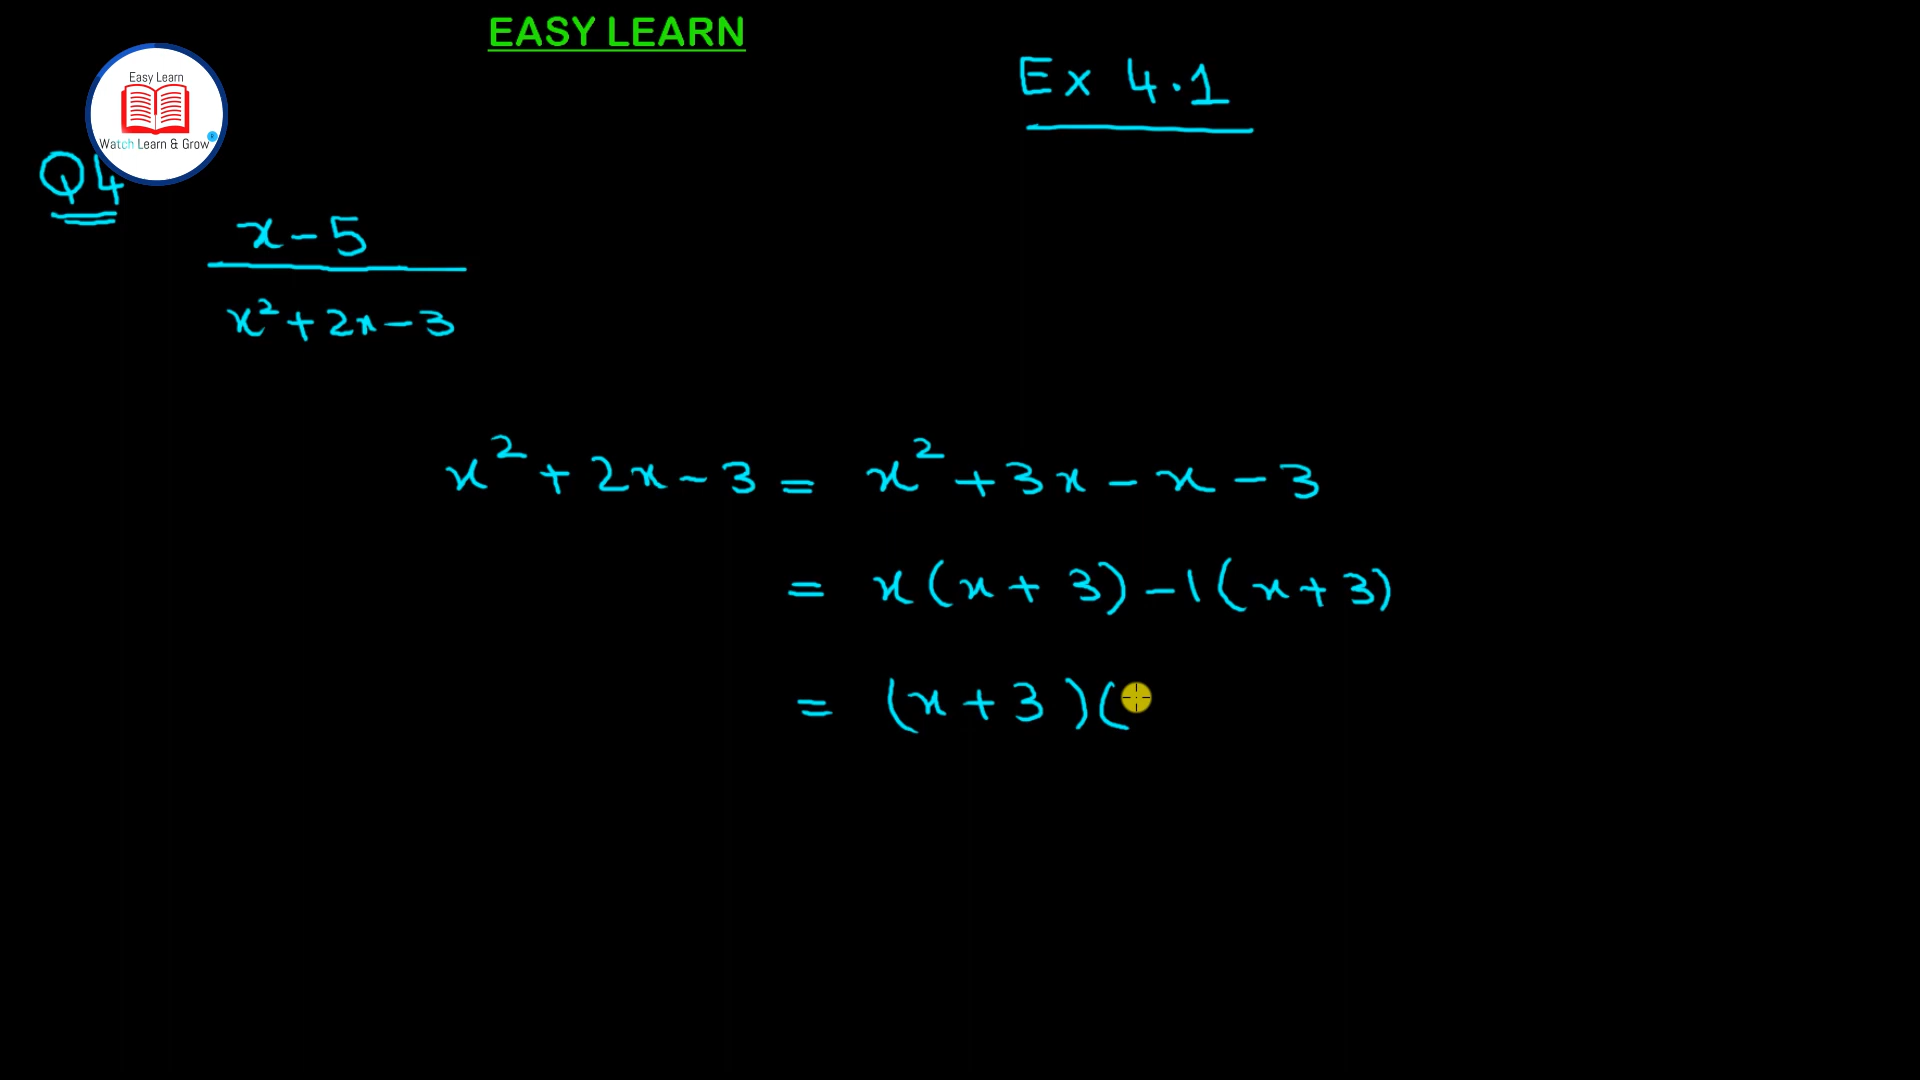 EASY LEARN
Ex 4.1
Easy Learn
Watch Learn & Grow
Q4
x-5
x²+2x-3
x²+2x-3 = x²+3x-x-3
= x(x+3)-1(x+3)
= (x+3)(